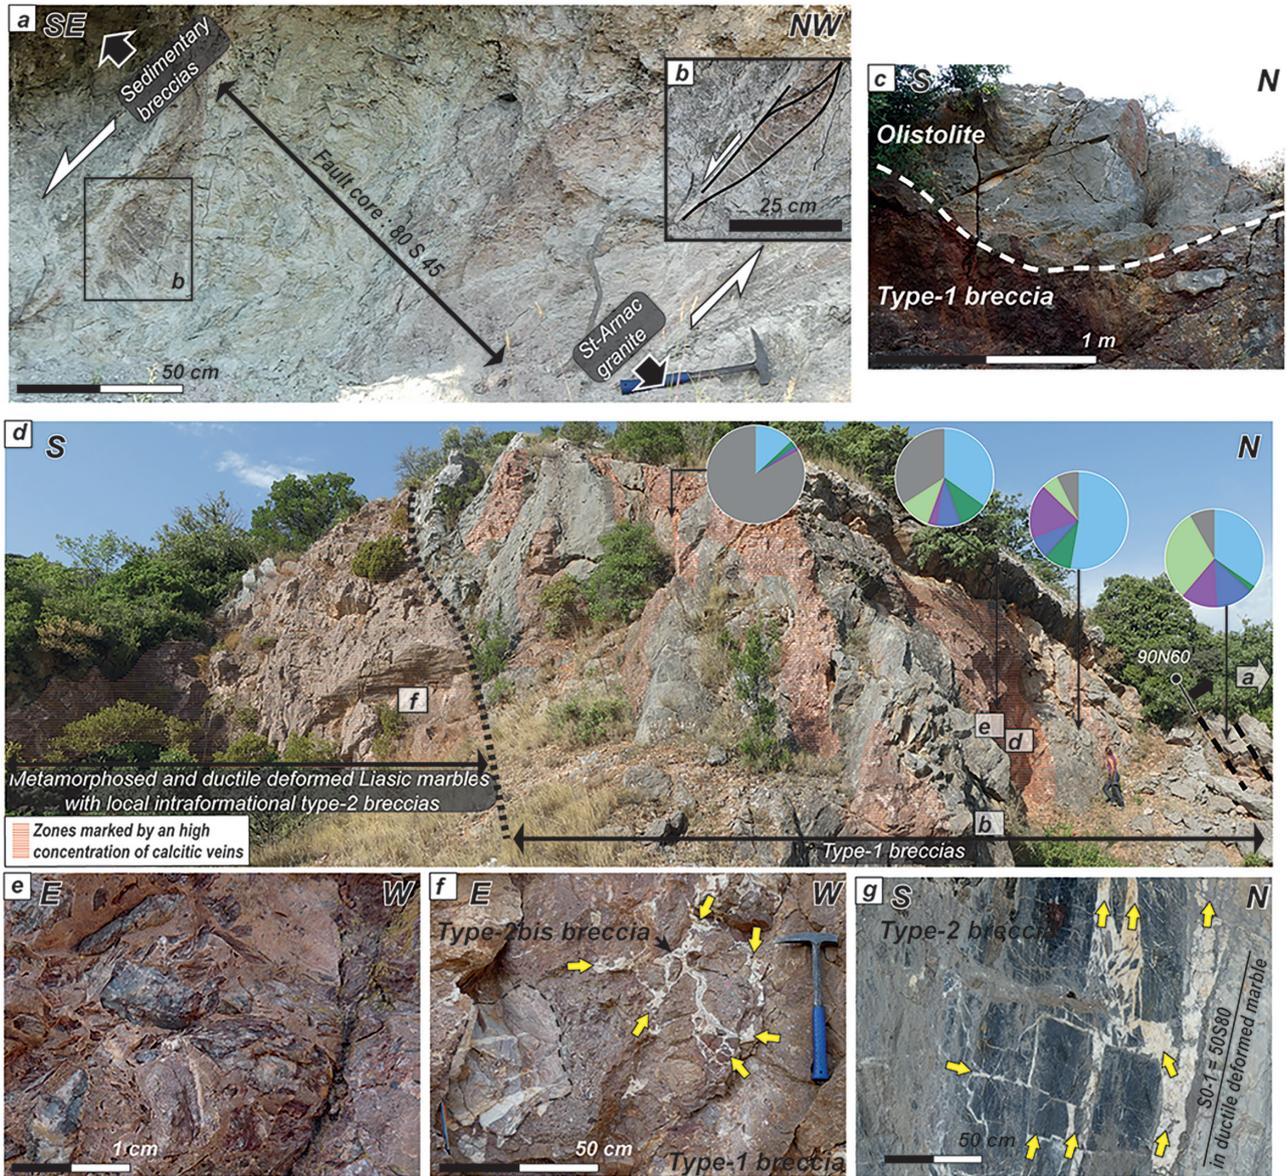 a
SE
NW
Sedimentary
breccias
Fault core : 80 S 45
b
b
25 cm
St-Arnac
granite
50 cm
c
S
N
Olistolite
Type-1 breccia
1 m
d
S
N
90N60
a
f
e
d
b
Metamorphosed and ductile deformed Liasic marbles
with local intraformational type-2 breccias
Type-1 breccias
Zones marked by an high
concentration of calcitic veins
e
E
W
1 cm
f
E
W
Type-2bis breccia
50 cm
Type-1 breccia
g
S
N
Type-2 breccia
S0-1 = 50S80
in ductile deformed marble
50 cm